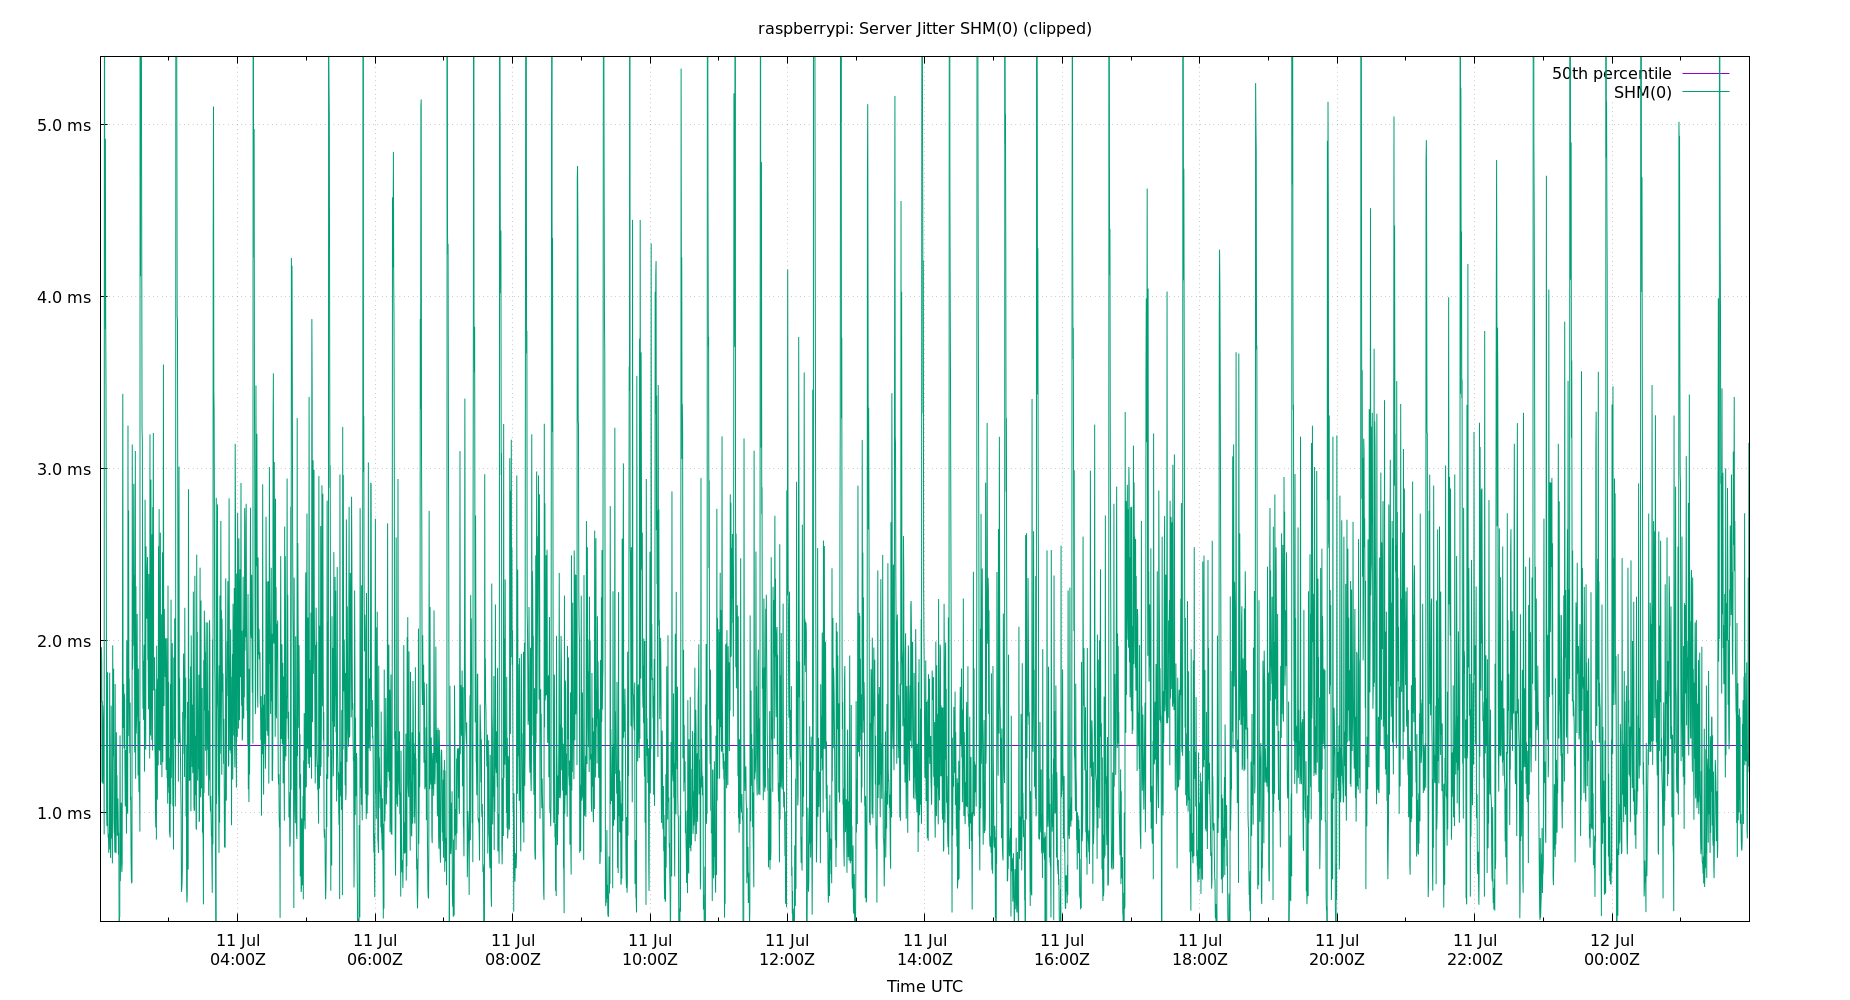 raspberrypi: Server Jitter SHM(0) (clipped)
50th percentile
SHM(0)
5.0 ms
4.0 ms
3.0 ms
2.0 ms
1.0 ms
11 Jul 11 Jul 11 Jul 11 Jul 11 Jul 11 Jul 11 Jul 11 Jul 11 Jul 11 Jul 12 Jul
04:00Z 06:00Z 08:00Z 10:00Z 12:00Z 14:00Z 16:00Z 18:00Z 20:00Z 22:00Z 00:00Z
Time UTC